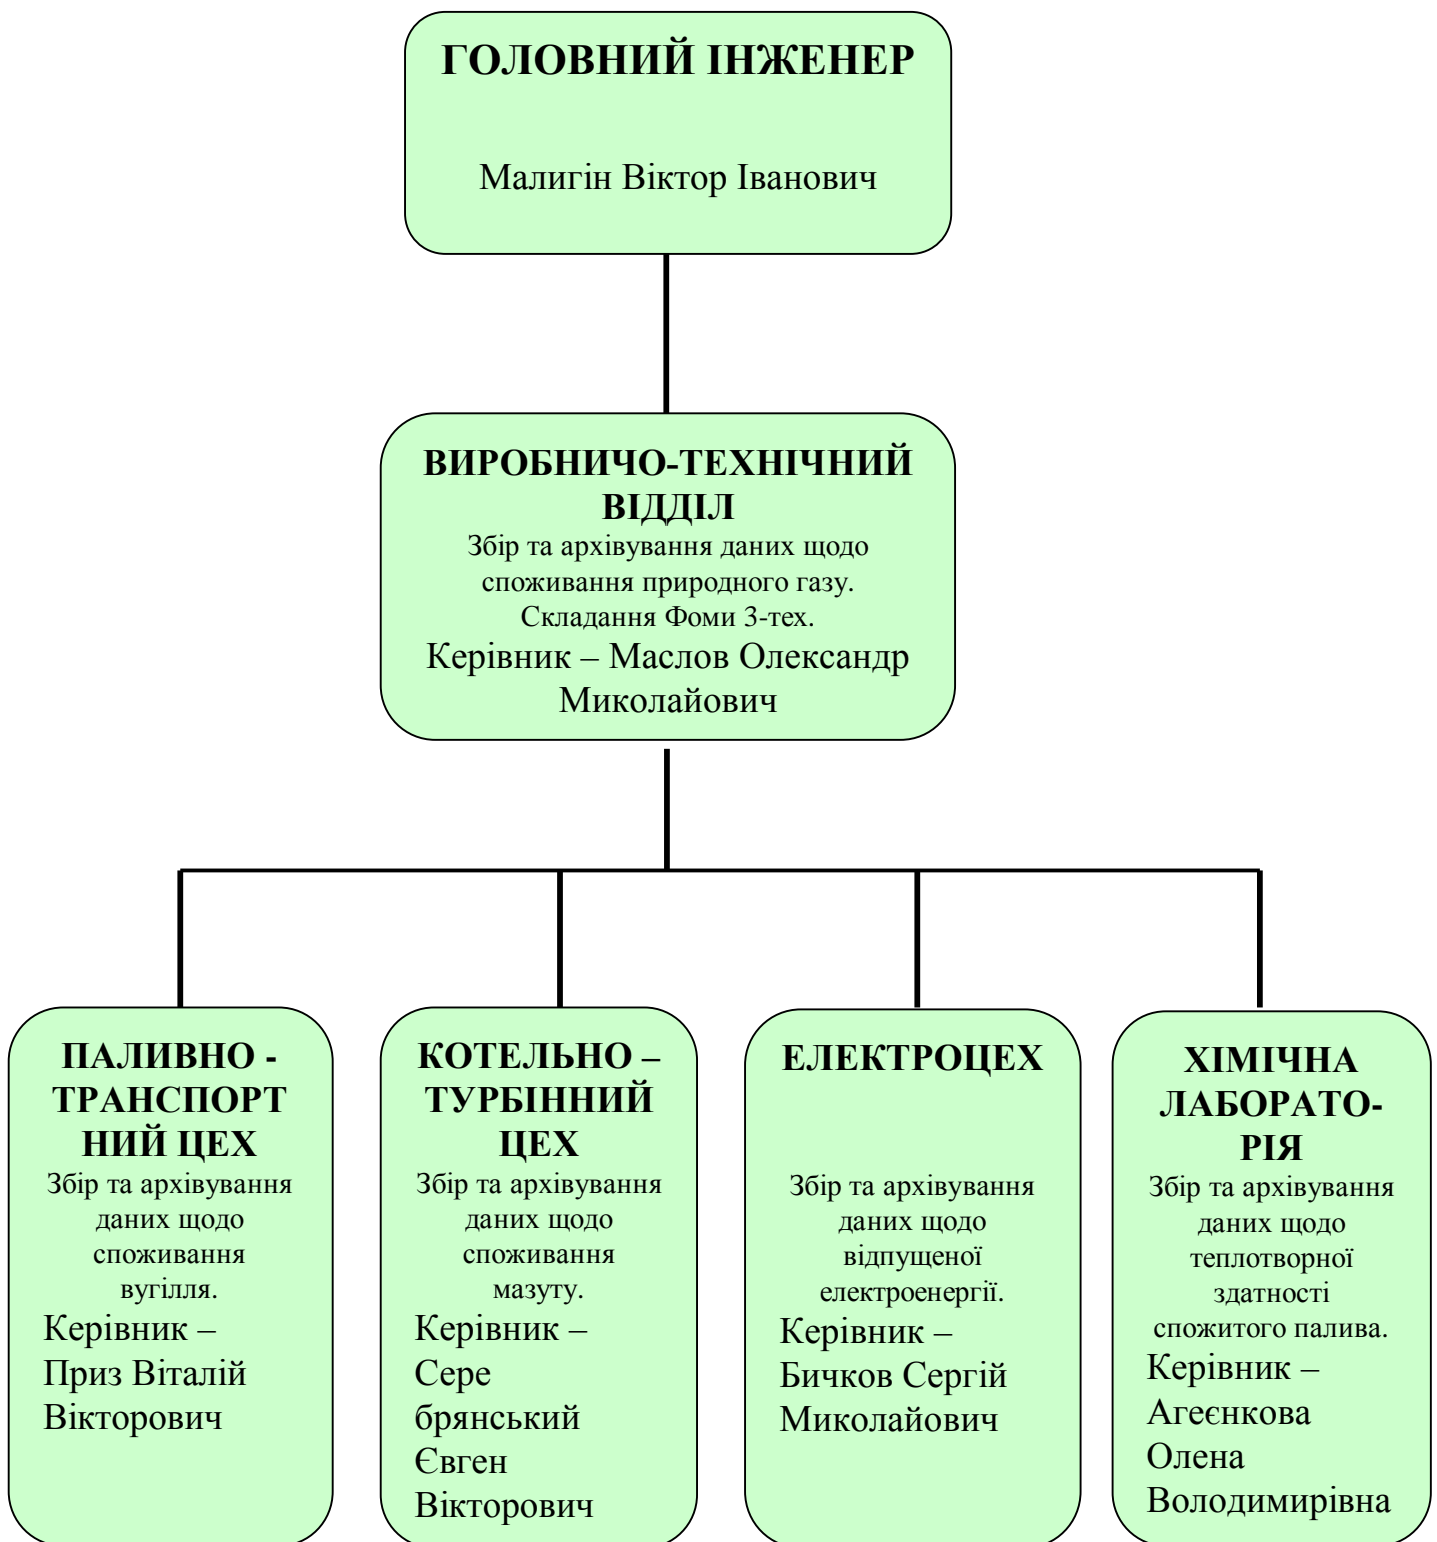 ГОЛОВНИЙ ІНЖЕНЕР
Малигін Віктор Іванович
ВИРОБНИЧО-ТЕХНІЧНИЙ
ВІДДІЛ
Збір та архівування даних щодо
споживання природного газу.
Складання Фоми 3-тех.
Керівник – Маслов Олександр
Миколайович
ПАЛИВНО -
ТРАНСПОРТ
НИЙ ЦЕХ
Збір та архівування
даних щодо
споживання
вугілля.
Керівник –
Приз Віталій
Вікторович
КОТЕЛЬНО –
ТУРБІННИЙ
ЦЕХ
Збір та архівування
даних щодо
споживання
мазуту.
Керівник –
Сере
брянський
Євген
Вікторович
ЕЛЕКТРОЦЕХ
Збір та архівування
даних щодо
відпущеної
електроенергії.
Керівник –
Бичков Сергій
Миколайович
ХІМІЧНА
ЛАБОРАТО-
РІЯ
Збір та архівування
даних щодо
теплотворної
здатності
спожитого палива.
Керівник –
Агеєнкова
Олена
Володимирівна